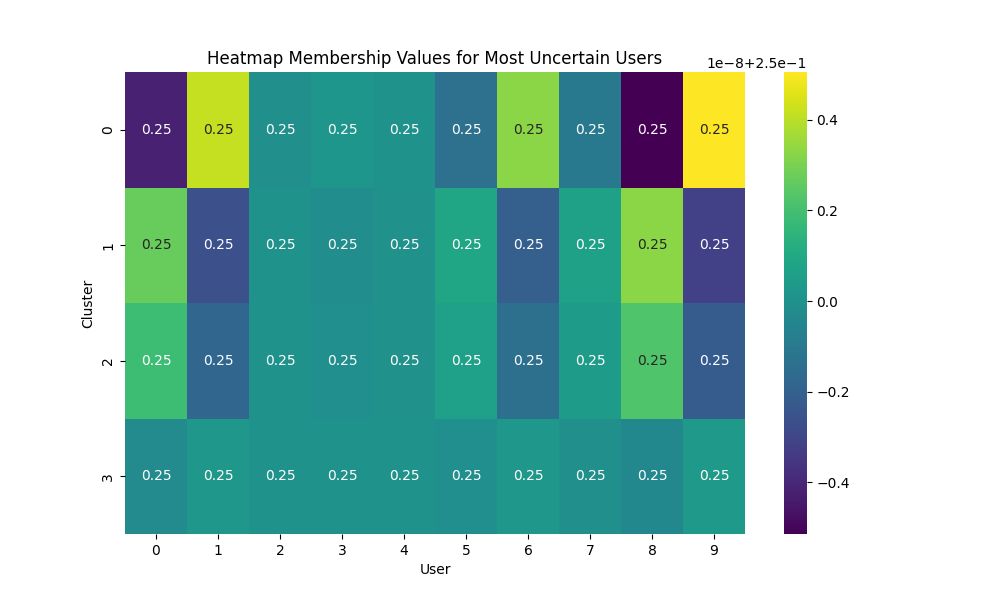 Heatmap Membership Values for Most Uncertain Users
1e−8+2.5e−1
0 0.25 0.25 0.25 0.25 0.25 0.25 0.25 0.25 0.25 0.25
1 0.25 0.25 0.25 0.25 0.25 0.25 0.25 0.25 0.25 0.25
2 0.25 0.25 0.25 0.25 0.25 0.25 0.25 0.25 0.25 0.25
3 0.25 0.25 0.25 0.25 0.25 0.25 0.25 0.25 0.25 0.25
Cluster
0 1 2 3 4 5 6 7 8 9
User
0.4
0.2
0.0
−0.2
−0.4